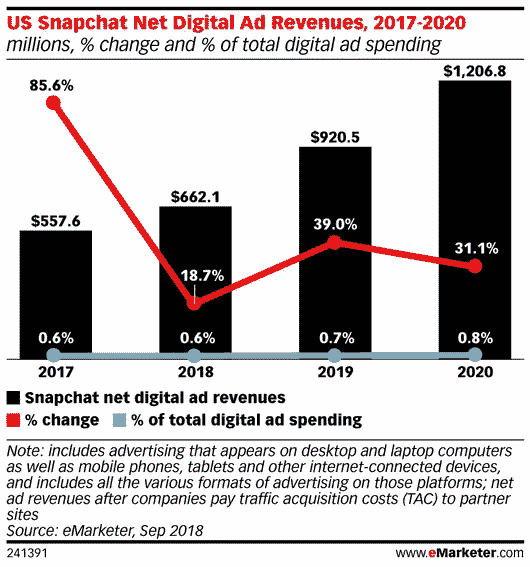 US Snapchat Net Digital Ad Revenues, 2017-2020
millions, % change and % of total digital ad spending
85.6%
$557.6
$662.1
18.7%
$920.5
39.0%
$1,206.8
31.1%
0.6% 0.6% 0.7% 0.8%
2017 2018 2019 2020
Snapchat net digital ad revenues
% change % of total digital ad spending
Note: includes advertising that appears on desktop and laptop computers
as well as mobile phones, tablets and other internet-connected devices,
and includes all the various formats of advertising on those platforms; net
ad revenues after companies pay traffic acquisition costs (TAC) to partner
sites
Source: eMarketer, Sep 2018
241391 www.eMarketer.com